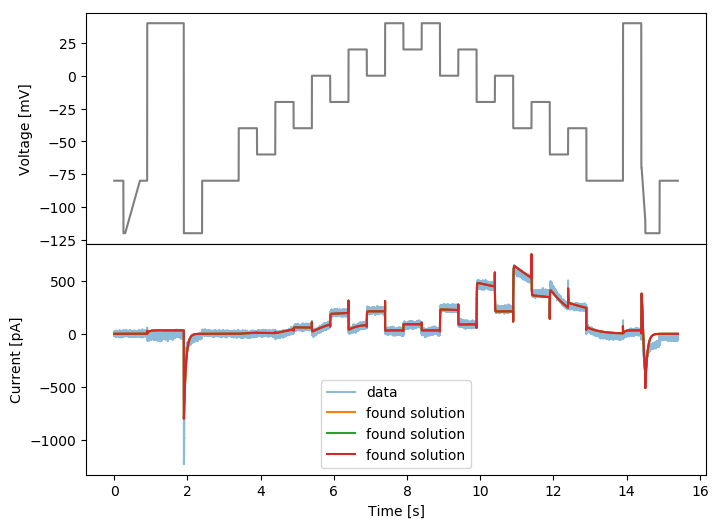 Voltage [mV]
25
0
−25
−50
−75
−100
−125
Current [pA]
500
0
−500
−1000
data
found solution
found solution
found solution
0
2
4
6
8
10
12
14
16
Time [s]